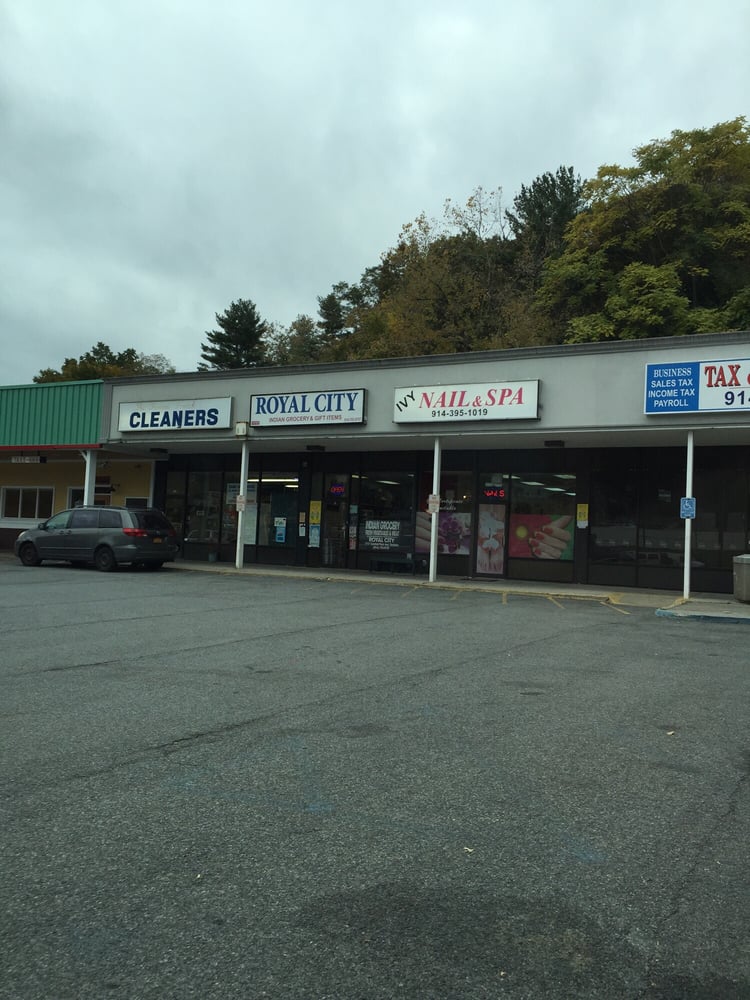 CLEANERS
ROYAL CITY
INDIAN GROCERY & GIFT ITEMS
IVY NAIL & SPA
914-395-1019
BUSINESS
SALES TAX
INCOME TAX
PAYROLL
TAX &
914
OPEN
NAILS
INDIAN GROCERY
ROYAL CITY